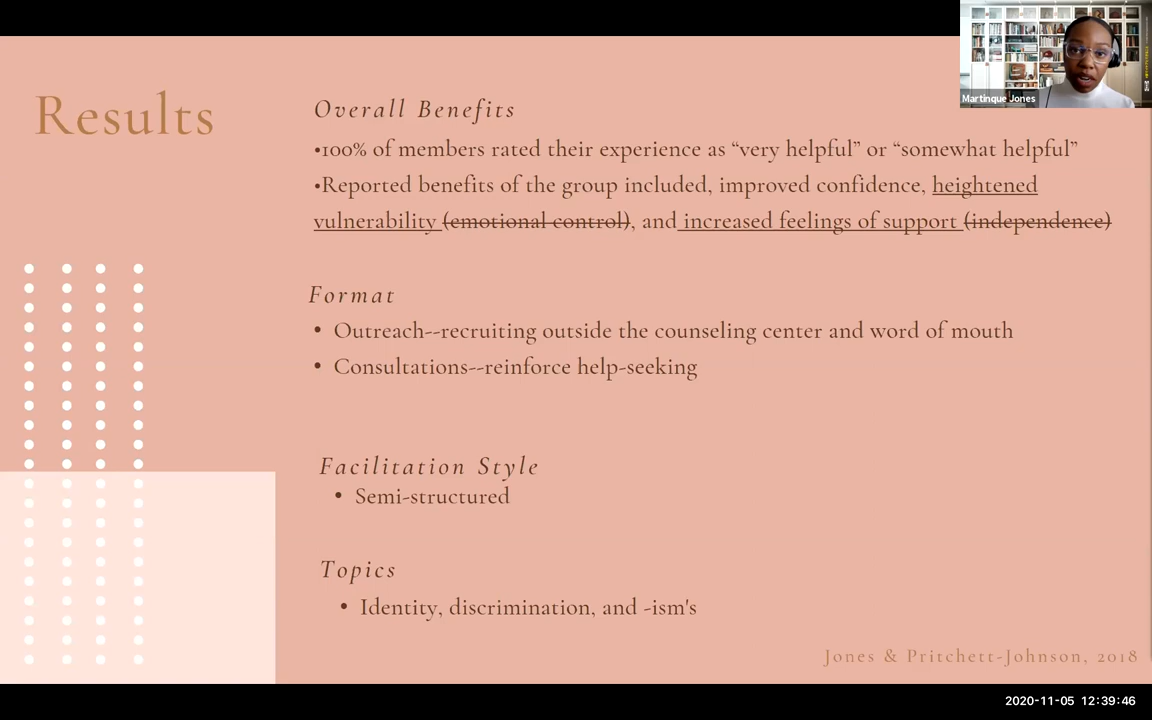 Martinque Jones
Results
Overall Benefits
•100% of members rated their experience as “very helpful” or “somewhat helpful”
•Reported benefits of the group included, improved confidence, heightened
vulnerability (emotional control), and increased feelings of support (independence)
Format
• Outreach--recruiting outside the counseling center and word of mouth
• Consultations--reinforce help-seeking
Facilitation Style
• Semi-structured
Topics
• Identity, discrimination, and -ism's
Jones & Pritchett-Johnson, 2018
2020-11-05 12:39:46